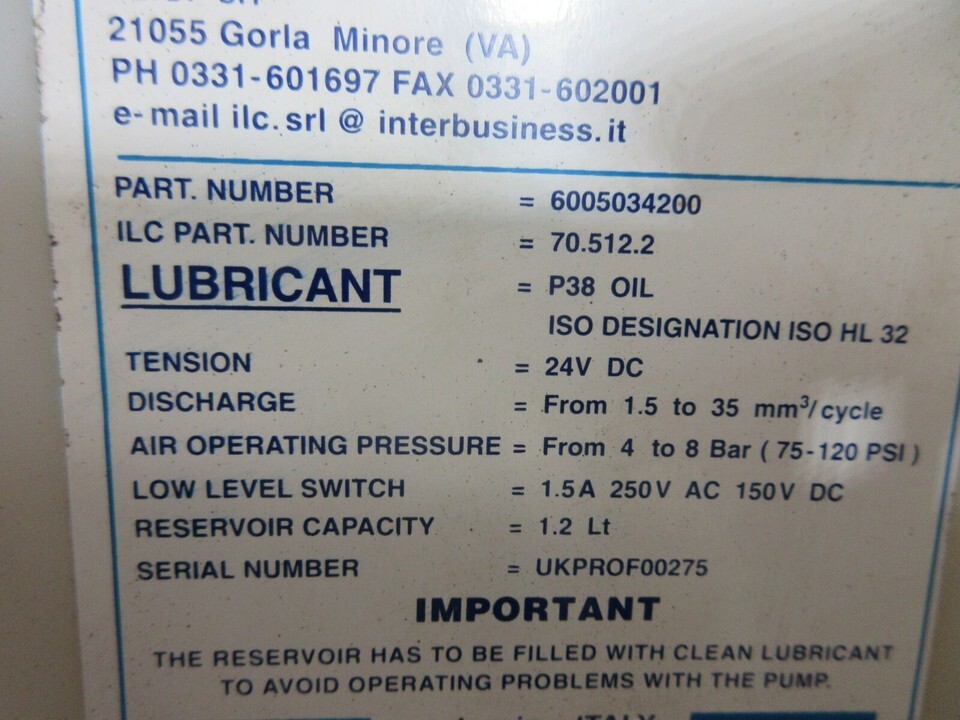 21055 Gorla Minore (VA)
PH 0331-601697 FAX 0331-602001
e-mail ilc.srl @ interbusiness.it
PART. NUMBER = 6005034200
ILC PART. NUMBER = 70.512.2
LUBRICANT = P38 OIL
ISO DESIGNATION ISO HL 32
TENSION = 24V DC
DISCHARGE = From 1.5 to 35 mm³/cycle
AIR OPERATING PRESSURE = From 4 to 8 Bar ( 75-120 PSI )
LOW LEVEL SWITCH = 1.5A 250V AC 150V DC
RESERVOIR CAPACITY = 1.2 Lt
SERIAL NUMBER = UKPROF00275
IMPORTANT
THE RESERVOIR HAS TO BE FILLED WITH CLEAN LUBRICANT
TO AVOID OPERATING PROBLEMS WITH THE PUMP.
ITALY